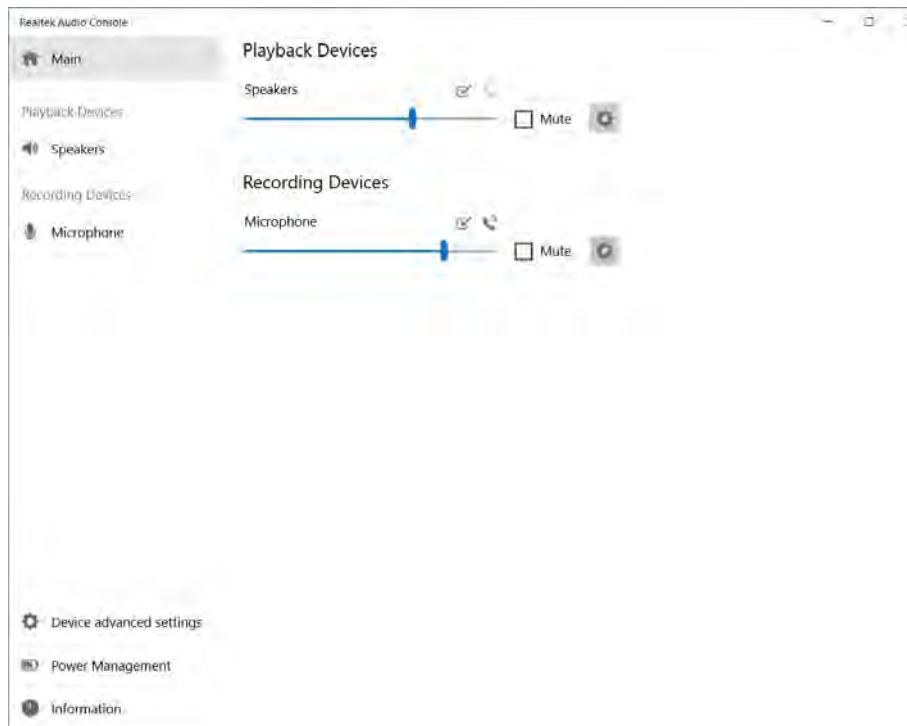 Realtek Audio Console
Main
Playback Devices
Speakers
Recording Devices
Microphone
Device advanced settings
Power Management
Information
Playback Devices
Speakers
Mute
Recording Devices
Microphone
Mute